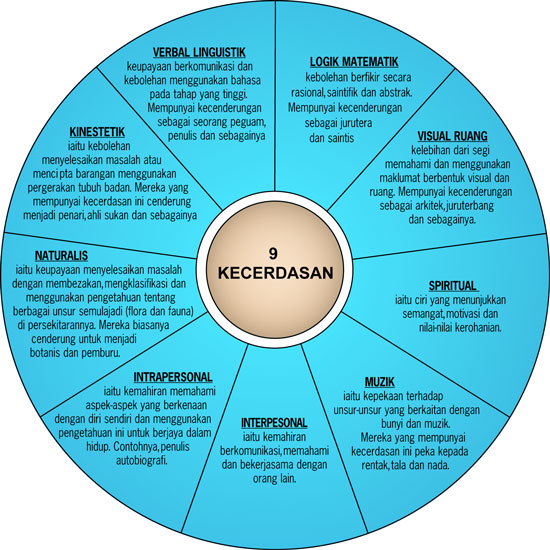 VERBAL LINGUISTIK
keupayaan berkomunikasi dan
kebolehan menggunakan bahasa
pada tahap yang tinggi.
Mempunyai kecenderungan
sebagai seorang peguam,
penulis dan sebagainya
LOGIK MATEMATIK
kebolehan berfikir secara
rasional,saintifik dan abstrak.
Mempunyai kecenderungan
sebagai jurutera
dan saintis
VISUAL RUANG
kelebihan dari segi
memahami dan menggunakan
maklumat berbentuk visual dan
ruang. Mempunyai kecenderungan
sebagai arkitek,juruterbang
dan sebagainya.
SPIRITUAL
iaitu ciri yang menunjukkan
semangat,motivasi dan
nilai-nilai kerohanian.
MUZIK
iaitu kepekaan terhadap
unsur-unsur yang berkaitan dengan
bunyi dan muzik.
Mereka yang mempunyai
kecerdasan ini peka kepada
rentak,tala dan nada.
INTERPESONAL
iaitu kemahiran
berkomunikasi,memahami
dan bekerjasama dengan
orang lain.
INTRAPERSONAL
iaitu kemahiran memahami
aspek-aspek yang berkenaan
dengan diri sendiri dan menggunakan
pengetahuan ini untuk berjaya dalam
hidup. Contohnya,penulis
autobiografi.
NATURALIS
iaitu keupayaan menyelesaikan masalah
dengan membezakan,mengklasifikasi dan
menggunakan pengetahuan tentang
berbagai unsur semulajadi (flora dan fauna)
di persekitarannya. Mereka biasanya
cenderung untuk menjadi
botanis dan pemburu.
KINESTETIK
iaitu kebolehan
menyelesaikan masalah atau
mencipta barangan menggunakan
pergerakan tubuh badan. Mereka yang
mempunyai kecerdasan ini cenderung
menjadi penari,ahli sukan dan sebagainya
9
KECERDASAN